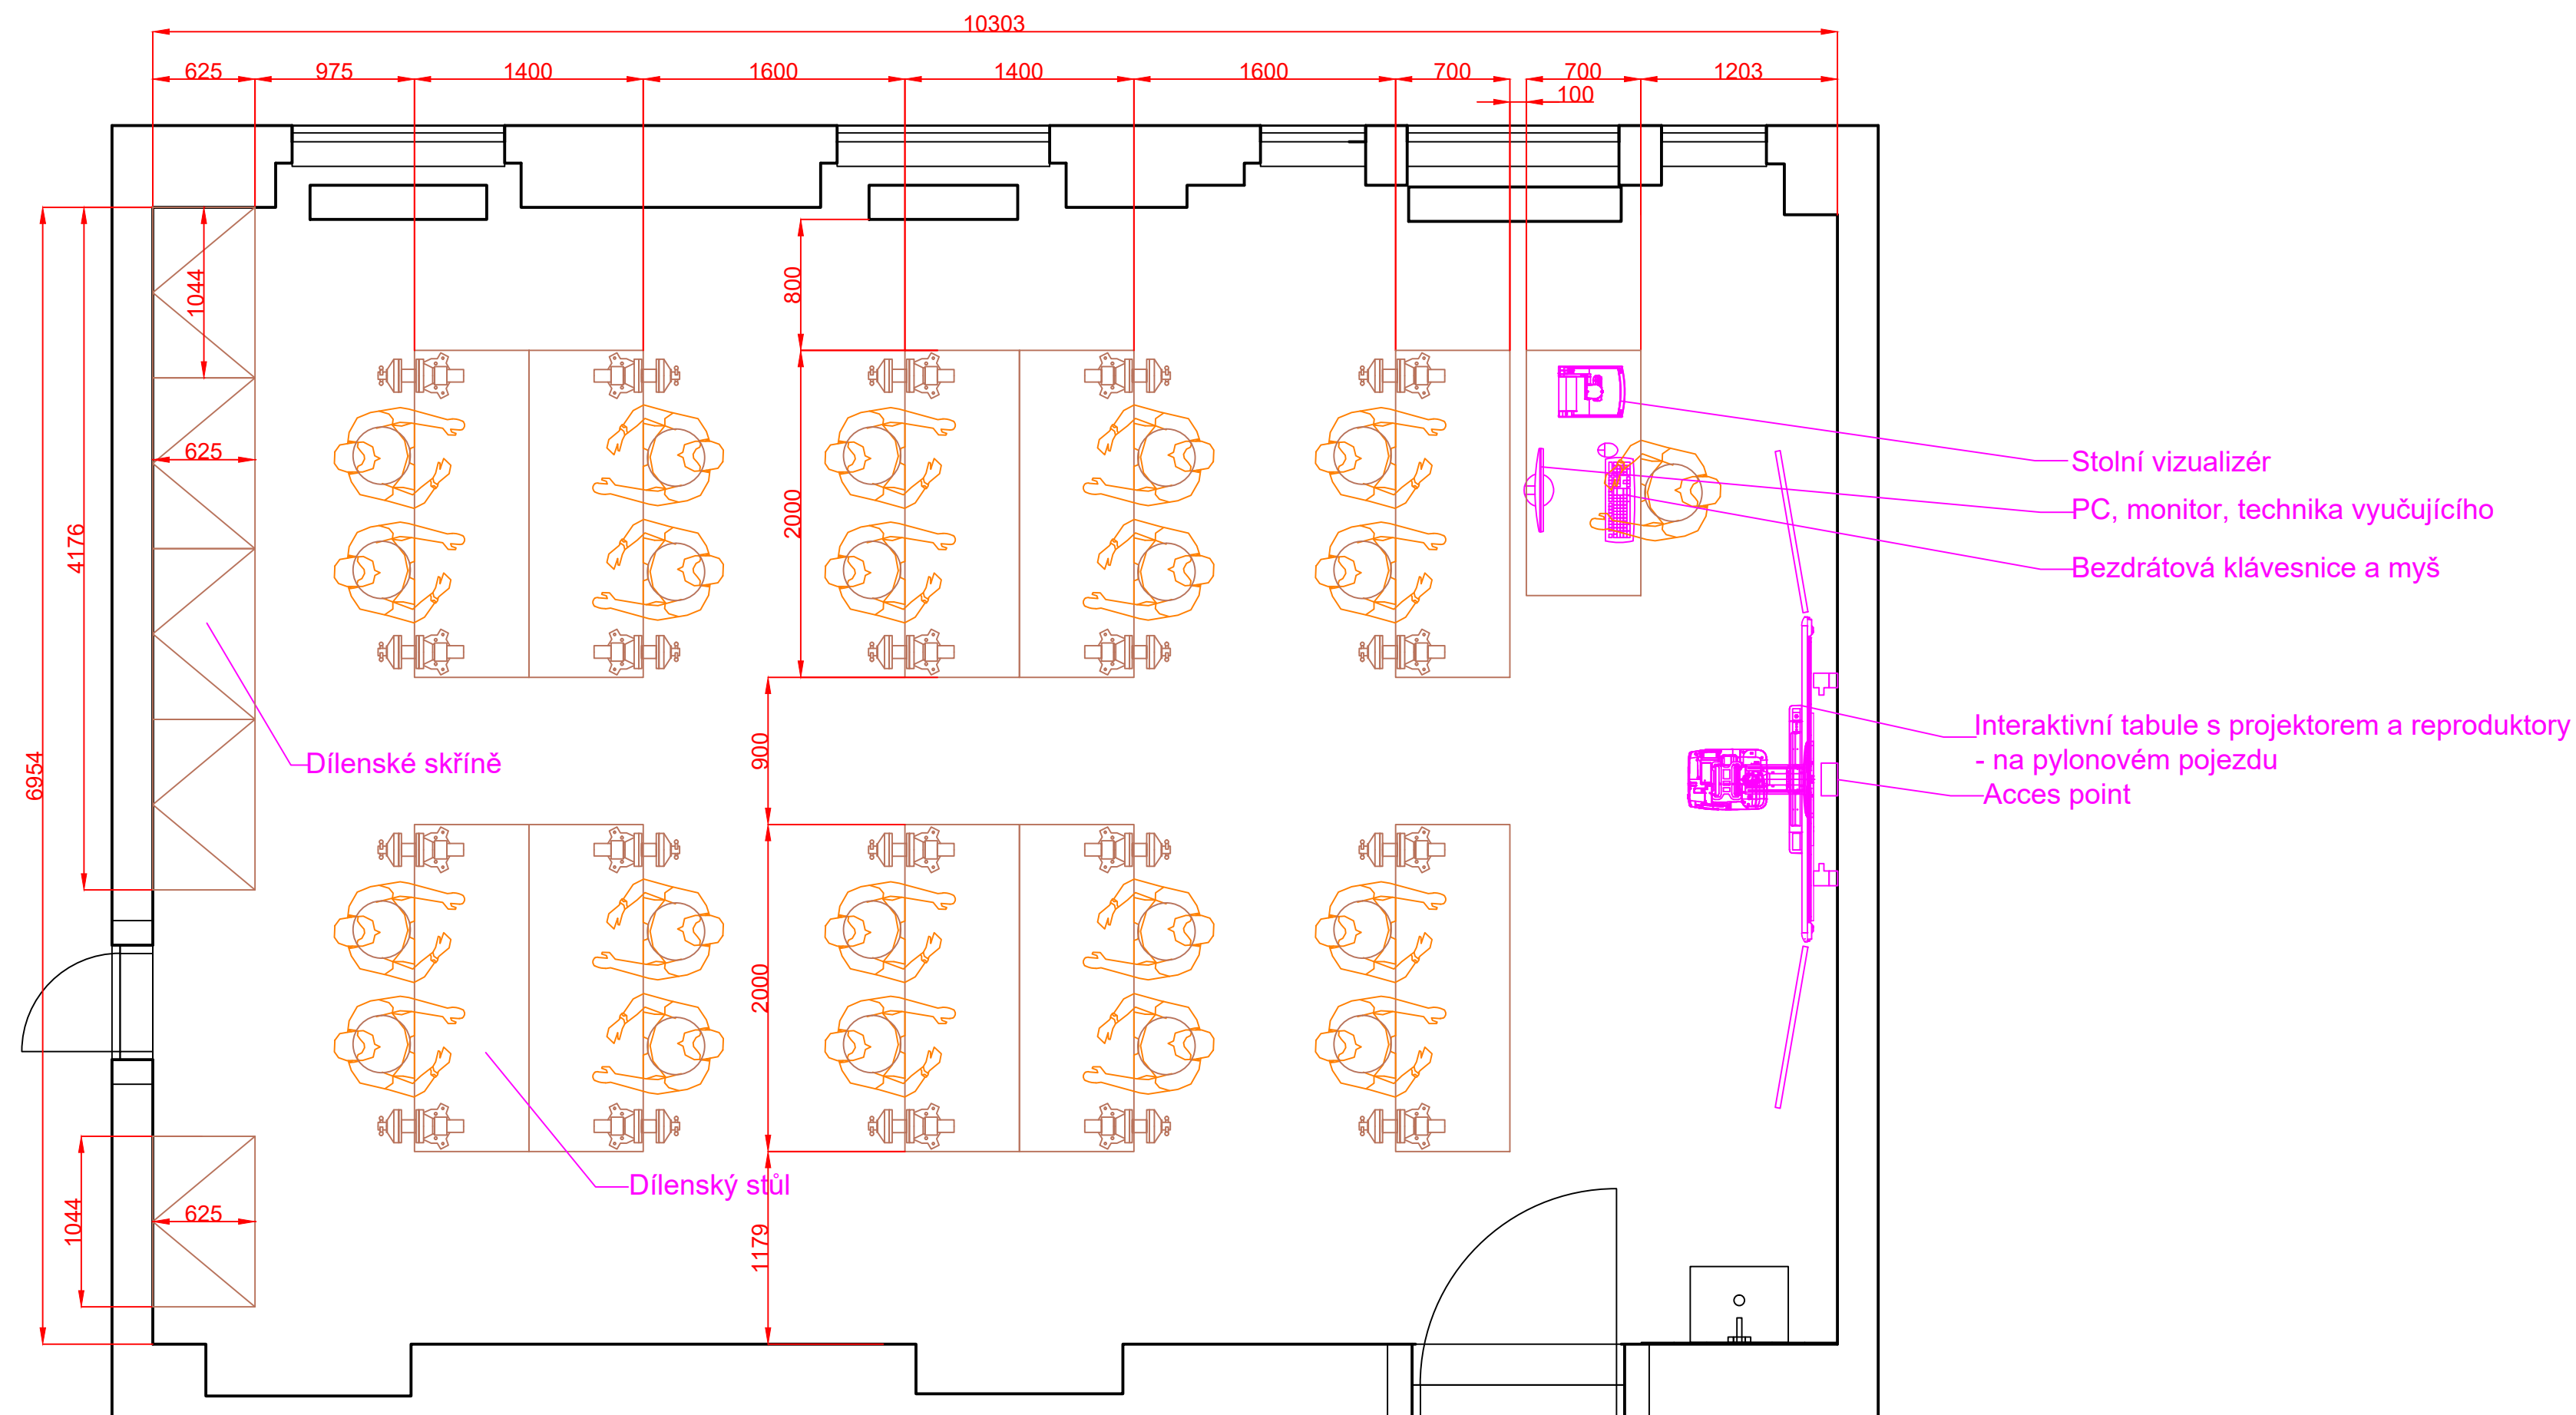 10303
625
975
1400
1600
1400
1600
700
700
1203
100
1044
800
625
Stolní vizualizér
2000
PC, monitor, technika vyučujícího
4176
Bezdrátová klávesnice a myš
Interaktivní tabule s projektorem a reproduktory
- na pylonovém pojezdu
Acces point
900
Dílenské skříně
6954
2000
Dílenský stůl
1044
625
1179